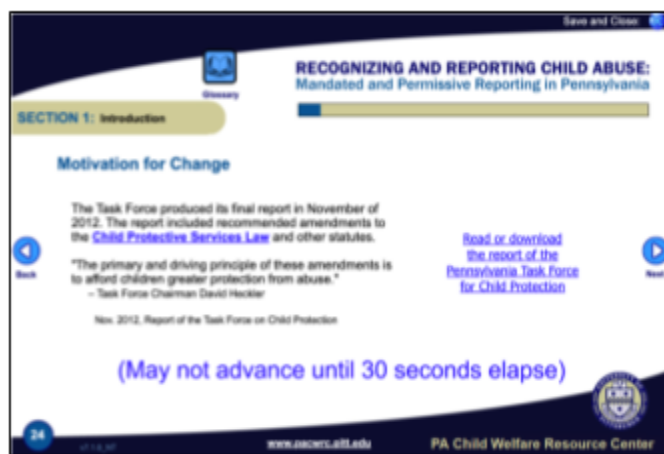 Save and Close:
Glossary
RECOGNIZING AND REPORTING CHILD ABUSE:
Mandated and Permissive Reporting in Pennsylvania
SECTION 1: Introduction
Motivation for Change
The Task Force produced its final report in November of
2012. The report included recommended amendments to
the Child Protective Services Law and other statutes.
"The primary and driving principle of these amendments is
to afford children greater protection from abuse."
– Task Force Chairman David Heckler
Nov. 2012, Report of the Task Force on Child Protection
Read or download
the report of the
Pennsylvania Task Force
for Child Protection
Back
Next
(May not advance until 30 seconds elapse)
24
www.pacwrc.pitt.edu
PA Child Welfare Resource Center